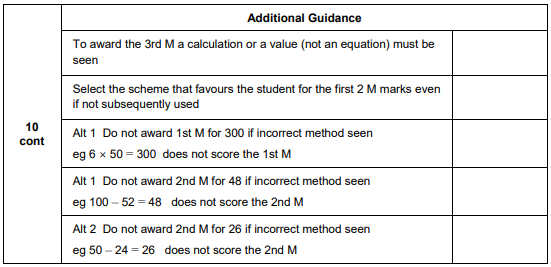 Additional Guidance
To award the 3rd M a calculation or a value (not an equation) must be
seen
Select the scheme that favours the student for the first 2 M marks even
if not subsequently used
10
cont
Alt 1  Do not award 1st M for 300 if incorrect method seen
eg 6 × 50 = 300  does not score the 1st M
Alt 1  Do not award 2nd M for 48 if incorrect method seen
eg 100 – 52 = 48   does not score the 2nd M
Alt 2  Do not award 2nd M for 26 if incorrect method seen
eg 50 – 24 = 26   does not score the 2nd M